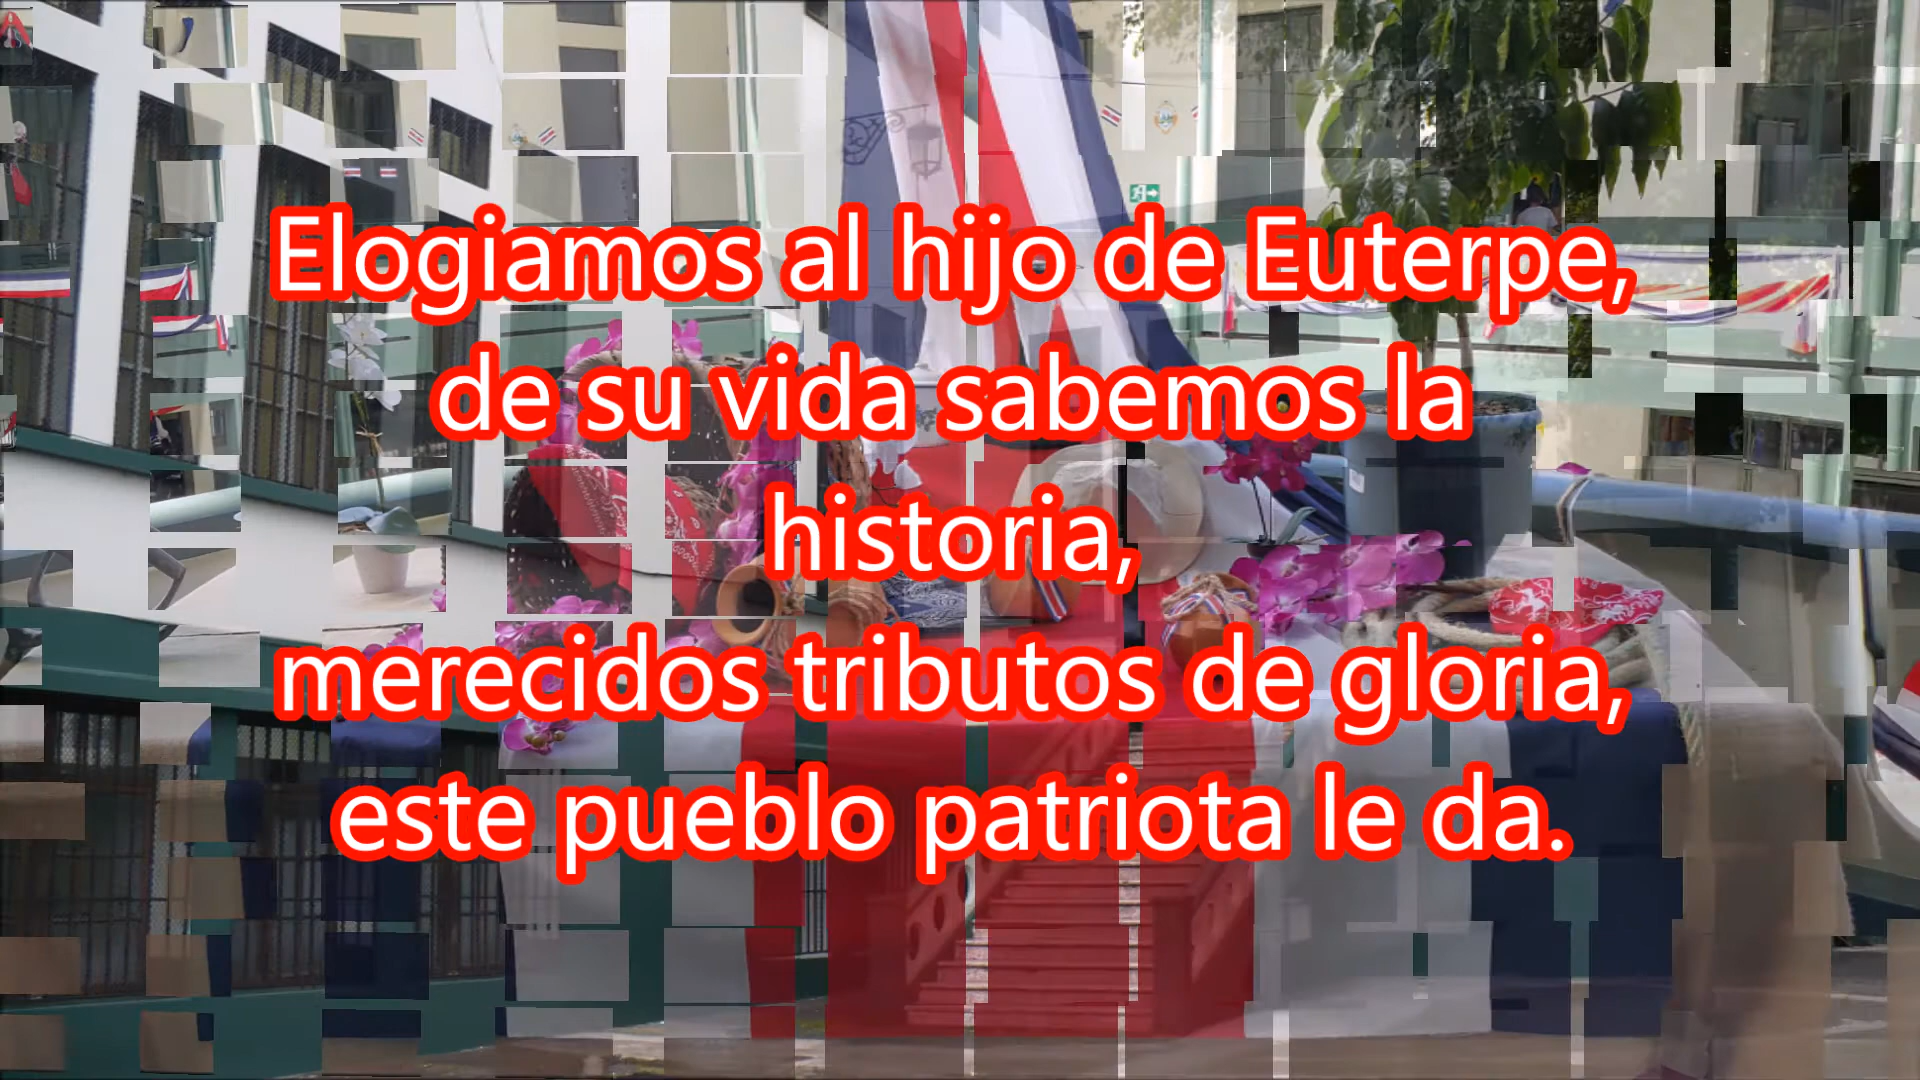 Elogiamos al hijo de Euterpe,
de su vida sabemos la
historia,
merecidos tributos de gloria,
este pueblo patriota le da.